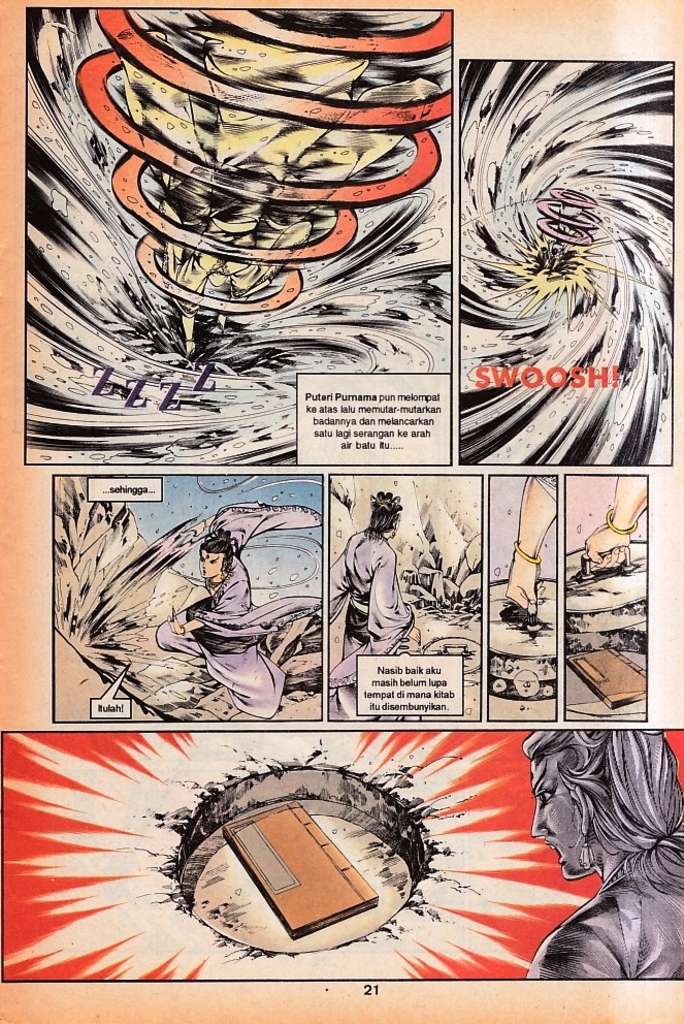 ZZZZ
Puteri Purnama pun melompat
ke atas lalu memutar-mutarkan
badannya dan melancarkan
satu lagi serangan ke arah
air batu itu.....
SWOOSH!
...sehingga...
Itulah!
Nasib baik aku
masih belum lupa
tempat di mana kitab
itu disembunyikan.
21